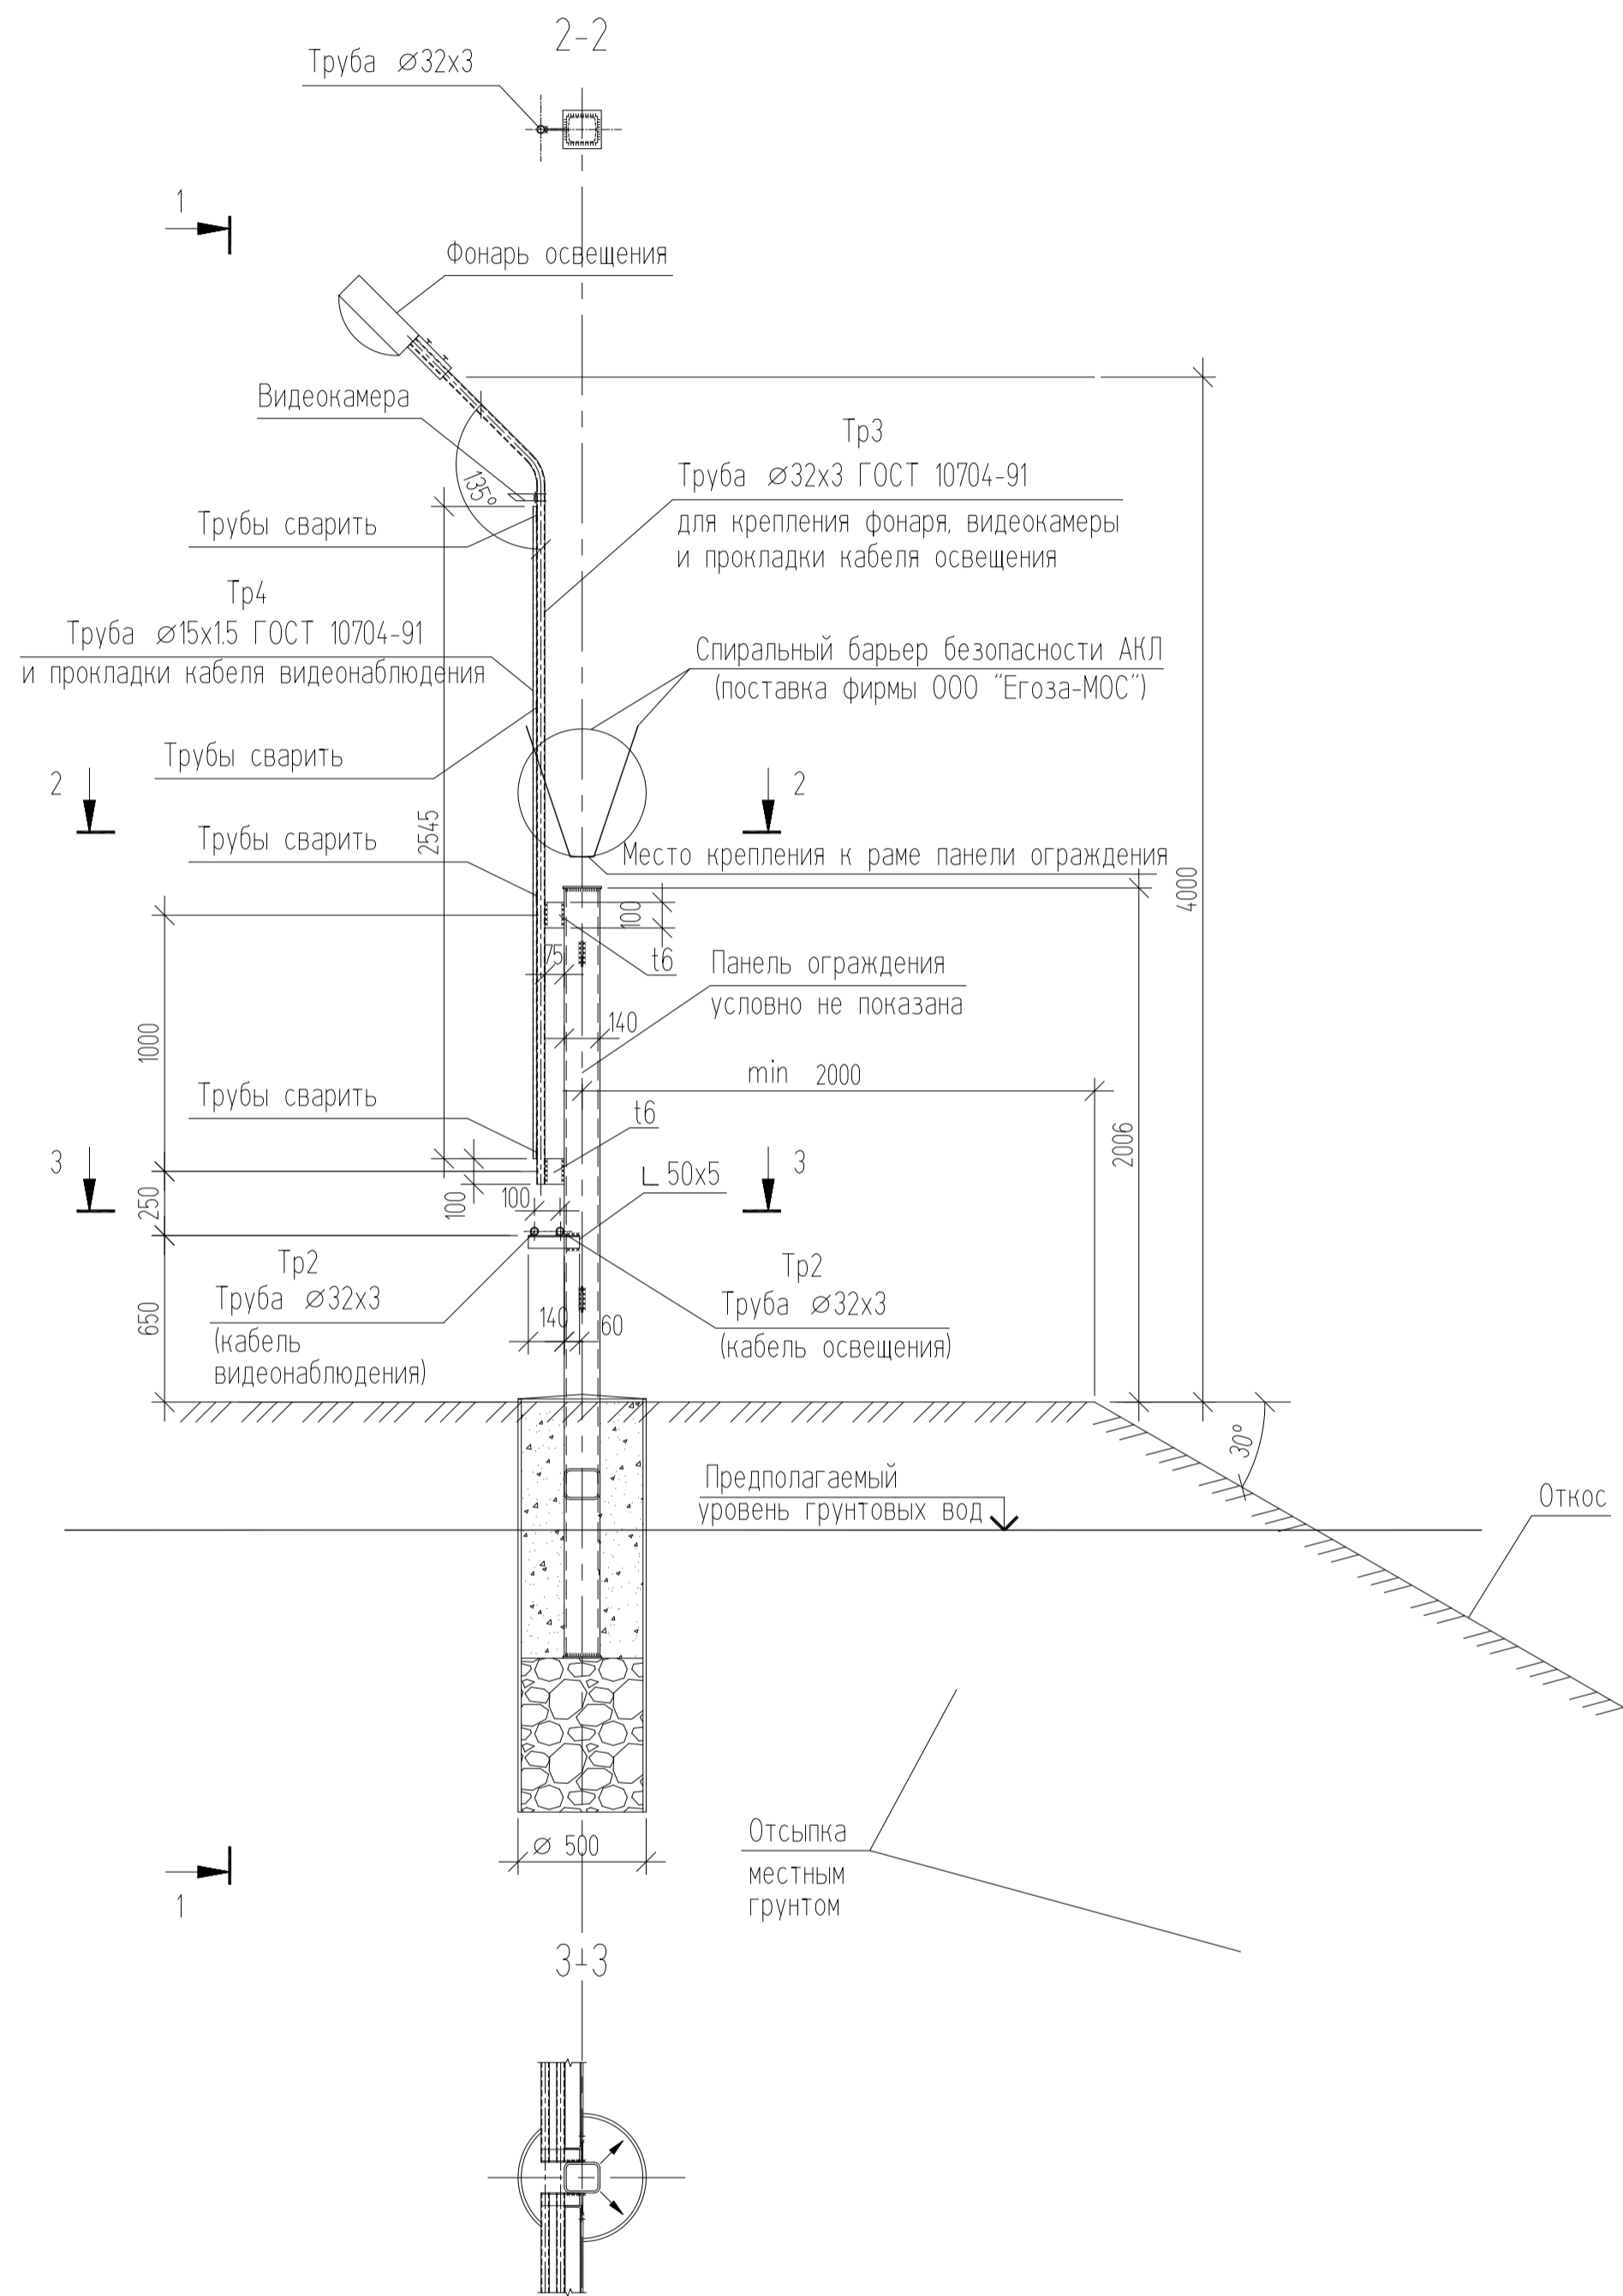 2-2
Труба ⌀32х3
1
Фонарь освещения
Видеокамера
135°
Тр3
Труба ⌀32х3 ГОСТ 10704-91
для крепления фонаря, видеокамеры
и прокладки кабеля освещения
Трубы сварить
Тр4
Труба ⌀15х1.5 ГОСТ 10704-91
и прокладки кабеля видеонаблюдения
Спиральный барьер безопасности АКЛ
(поставка фирмы ООО "Егоза-МОС")
Трубы сварить
2
2
2545
Трубы сварить
Место крепления к раме панели ограждения
4000
100
75
t6
Панель ограждения
условно не показана
140
1000
min 2000
Трубы сварить
t6
2006
3
3
∟50х5
250
100
100
Тр2
Труба ⌀32х3
(кабель
видеонаблюдения)
650
140
60
Тр2
Труба ⌀32х3
(кабель освещения)
30°
Предполагаемый
уровень грунтовых вод
Откос
⌀ 500
Отсыпка
местным
грунтом
1
3-3